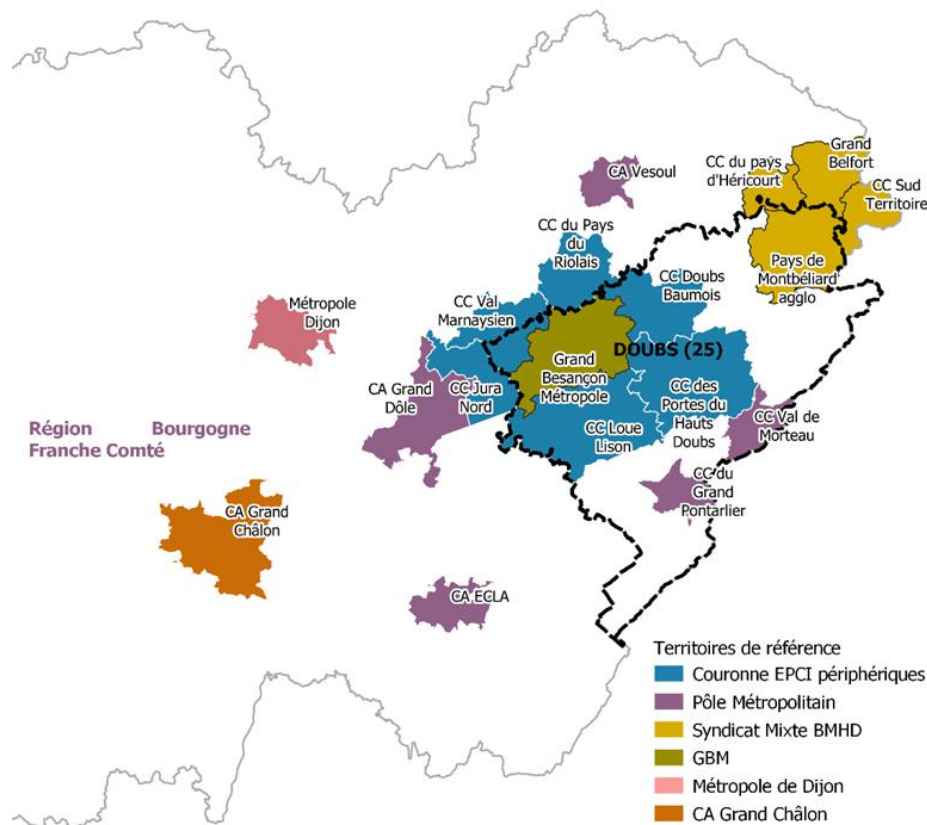 Grand
Belfort
CC du pays
d'Héricourt
CA Vesoul
CC Sud
Territoire
CC du Pays
du
Riolais
Pays de
Montbéliard
agglo
CC Doubs
Baumois
CC Val
Marnaysien
Métropole
Dijon
DOUBS (25)
Grand
Besançon
Métropole
CA Grand
Dôle
CC Jura
Nord
CC des
Portes du
Hauts
Doubs
CC Val de
Morteau
CC Loue
Lison
Région Bourgogne
Franche Comté
CC du
Grand
Pontarlier
CA Grand
Châlon
CA ECLA
Territoires de référence
Couronne EPCI périphériques
Pôle Métropolitain
Syndicat Mixte BMHD
GBM
Métropole de Dijon
CA Grand Châlon